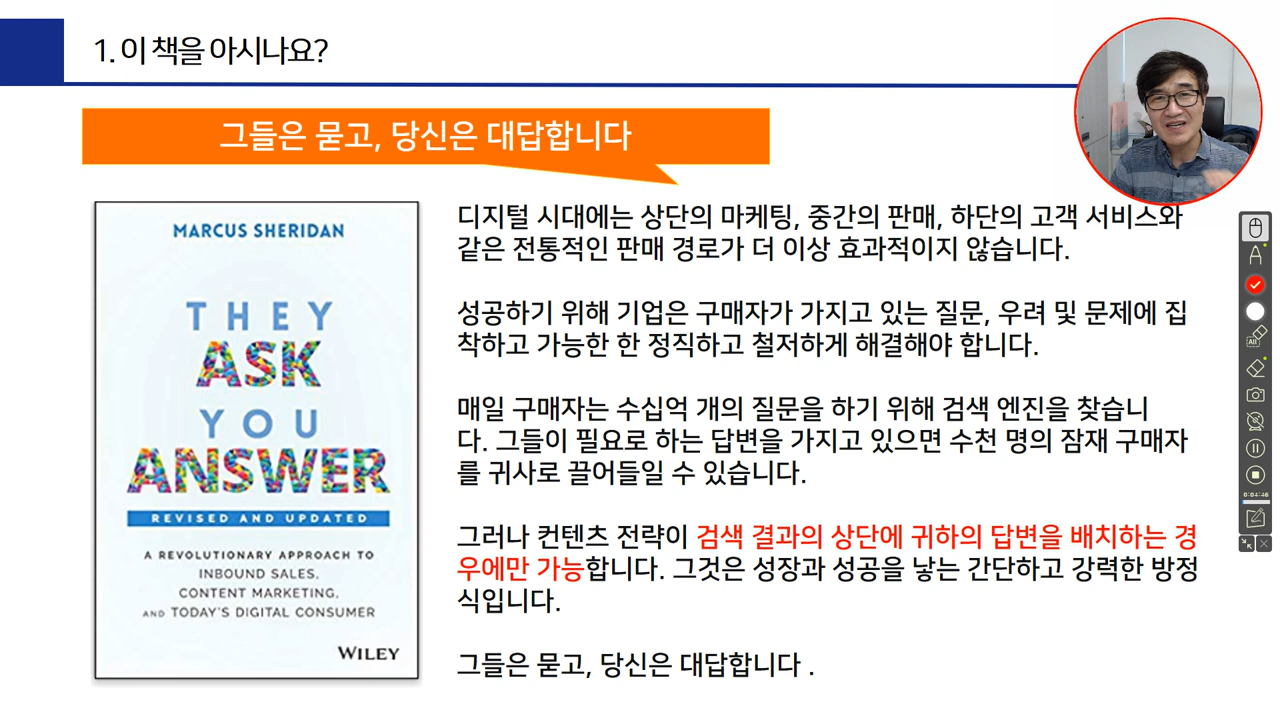 1. 이 책을 아시나요?
그들은 묻고, 당신은 대답합니다
MARCUS SHERIDAN
THEY
ASK
YOU
ANSWER
REVISED AND UPDATED
A REVOLUTIONARY APPROACH TO
INBOUND SALES,
CONTENT MARKETING,
AND TODAY'S DIGITAL CONSUMER
WILEY
디지털 시대에는 상단의 마케팅, 중간의 판매, 하단의 고객 서비스와
같은 전통적인 판매 경로가 더 이상 효과적이지 않습니다.
성공하기 위해 기업은 구매자가 가지고 있는 질문, 우려 및 문제에 집
착하고 가능한 한 정직하고 철저하게 해결해야 합니다.
매일 구매자는 수십억 개의 질문을 하기 위해 검색 엔진을 찾습니
다. 그들이 필요로 하는 답변을 가지고 있으면 수천 명의 잠재 구매자
를 귀사로 끌어들일 수 있습니다.
그러나 컨텐츠 전략이 검색 결과의 상단에 귀하의 답변을 배치하는 경
우에만 가능합니다. 그것은 성장과 성공을 낳는 간단하고 강력한 방정
식입니다.
그들은 묻고, 당신은 대답합니다 .
A
All
0:04:46